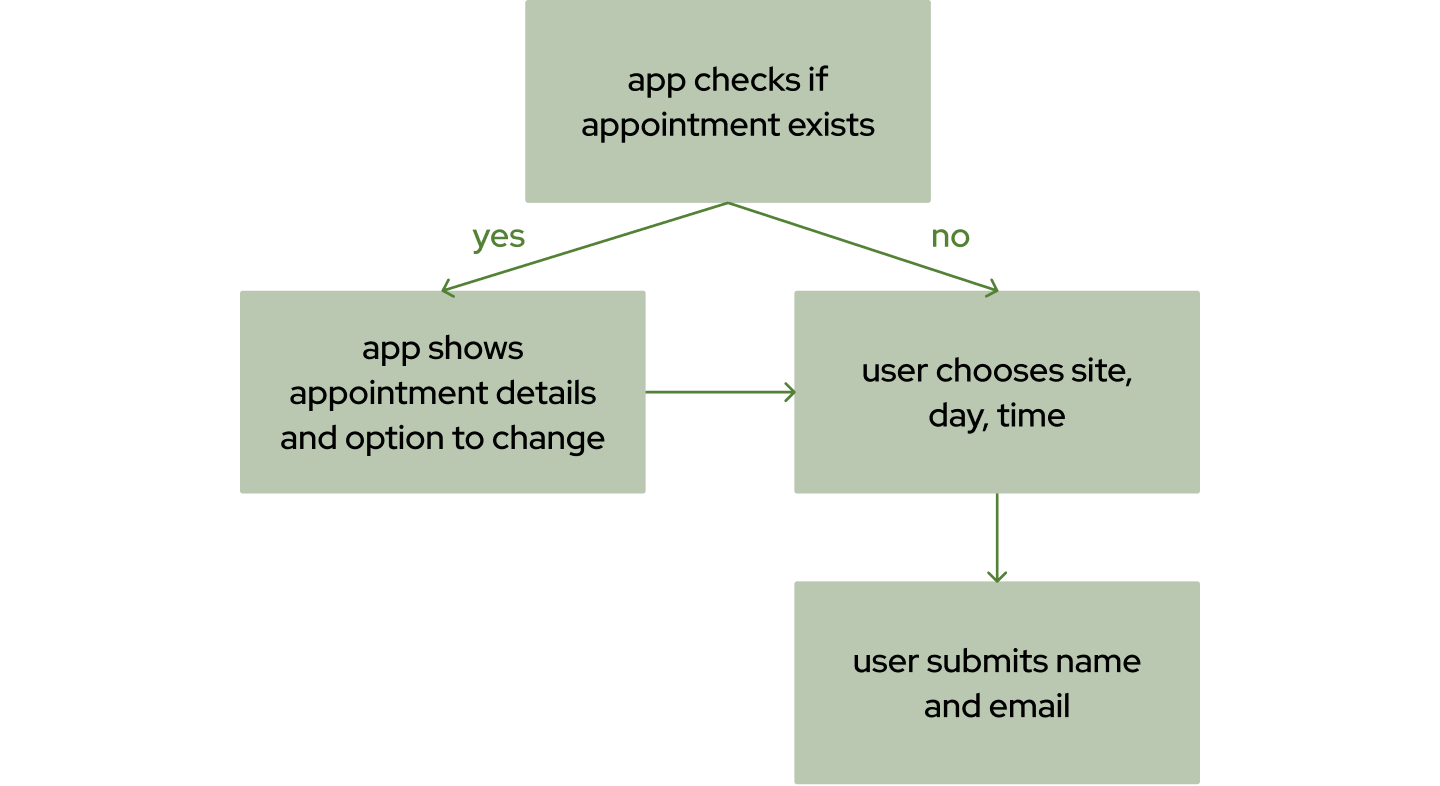 app checks if
appointment exists
yes
no
app shows
appointment details
and option to change
user chooses site,
day, time
user submits name
and email